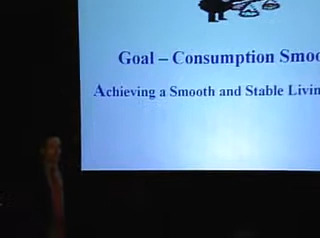 Goal – Consumption Smoo
Achieving a Smooth and Stable Livin